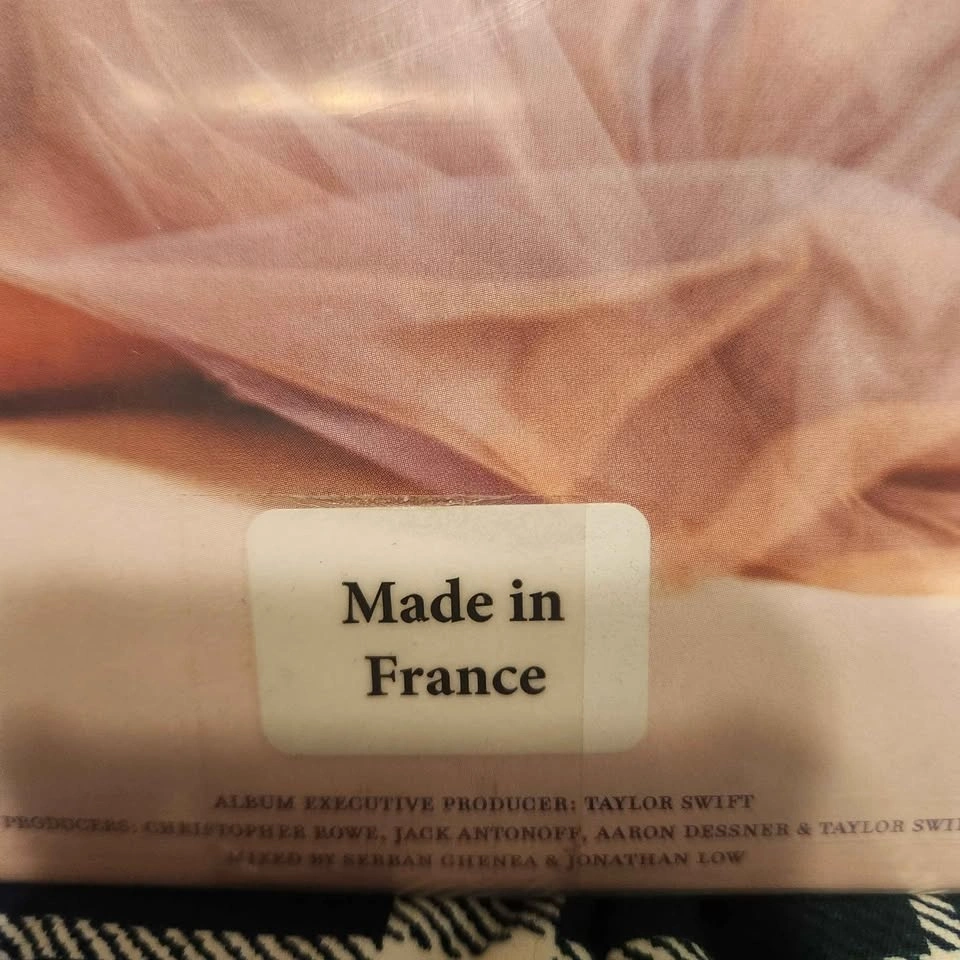 Made in
France
ALBUM EXECUTIVE PRODUCER: TAYLOR SWIFT
PRODUCERS: CHRISTOPHER ROWE, JACK ANTONOFF, AARON DESSNER & TAYLOR SWI
MIXED BY SERBAN GHENEA & JONATHAN LOW